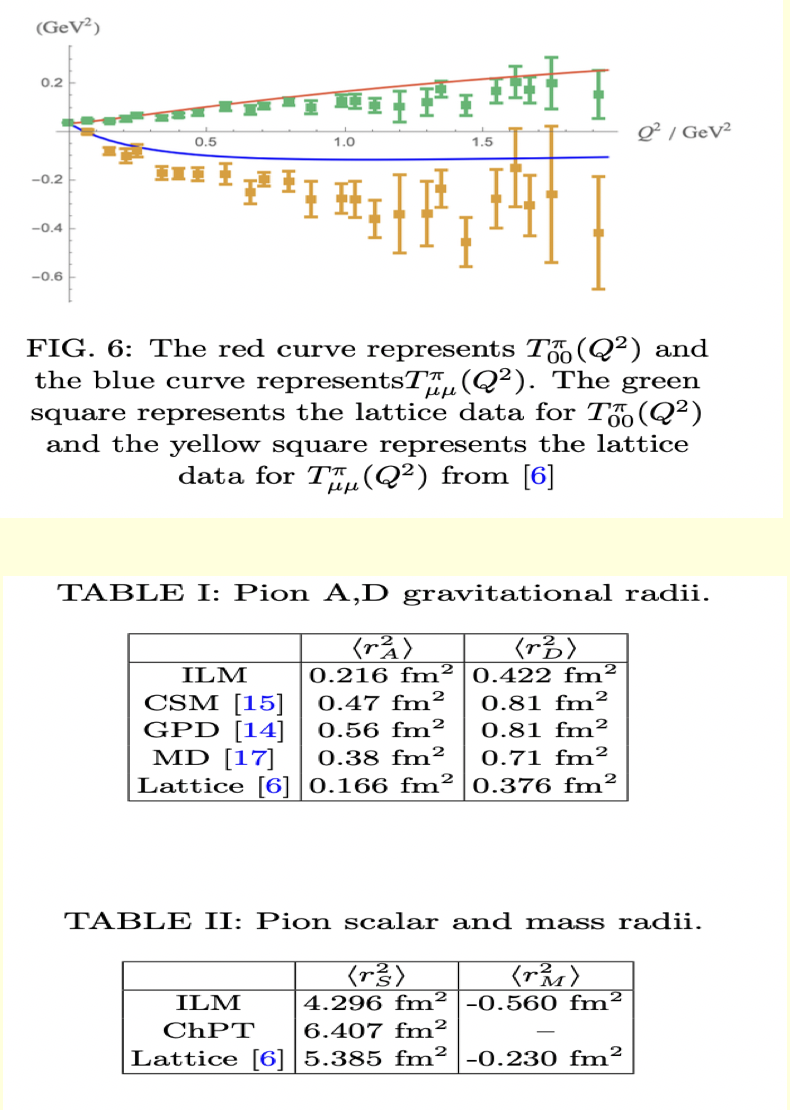 (GeV²)
0.2
0.5 1.0 1.5
Q² / GeV²
−0.2
−0.4
−0.6
FIG. 6: The red curve represents T^π_00(Q²) and
the blue curve representsT^π_μμ(Q²). The green
square represents the lattice data for T^π_00(Q²)
and the yellow square represents the lattice
data for T^π_μμ(Q²) from [6]
TABLE I: Pion A,D gravitational radii.
⟨r²_A⟩ ⟨r²_D⟩
ILM 0.216 fm² 0.422 fm²
CSM [15] 0.47 fm² 0.81 fm²
GPD [14] 0.56 fm² 0.81 fm²
MD [17] 0.38 fm² 0.71 fm²
Lattice [6] 0.166 fm² 0.376 fm²
TABLE II: Pion scalar and mass radii.
⟨r²_S⟩ ⟨r²_M⟩
ILM 4.296 fm² -0.560 fm²
ChPT 6.407 fm² –
Lattice [6] 5.385 fm² -0.230 fm²